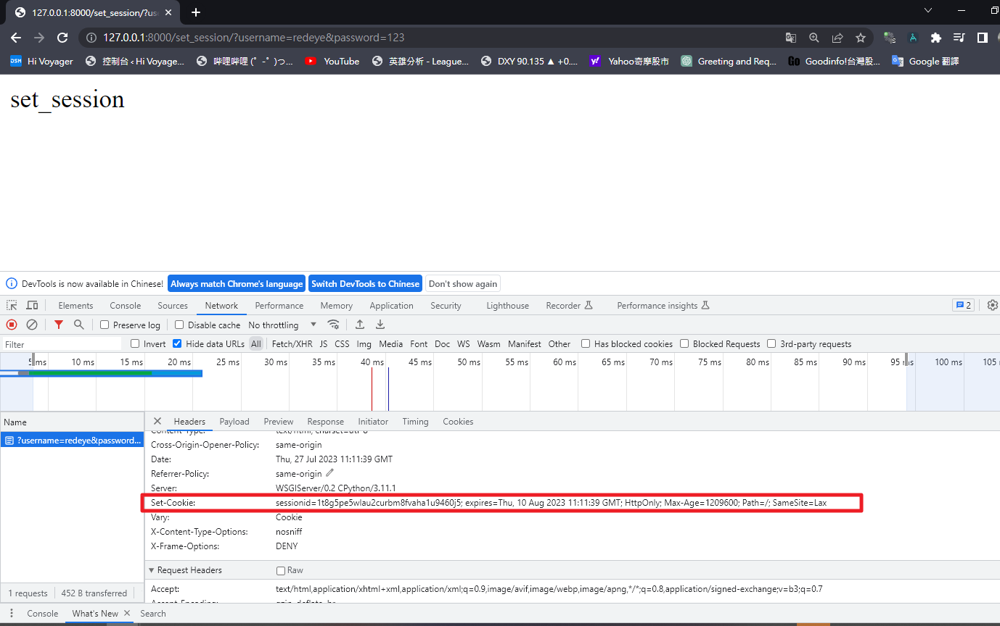 127.0.0.1:8000/set_session/?us
127.0.0.1:8000/set_session/?username=redeye&password=123
DSM Hi Voyager 控制台 ‹ Hi Voyage... 嗶哩嗶哩 (゜-゜)つ... YouTube 英雄分析 - League... DXY 90.135 ▲ +0.... y! Yahoo奇摩股市 Greeting and Req... Go Goodinfo!台灣股... Google 翻譯
set_session
DevTools is now available in Chinese! Always match Chrome's language Switch DevTools to Chinese Don't show again
Elements Console Sources Network Performance Memory Application Security Lighthouse Recorder Performance insights 2
Preserve log Disable cache No throttling
Filter Invert Hide data URLs All Fetch/XHR JS CSS Img Media Font Doc WS Wasm Manifest Other Has blocked cookies Blocked Requests 3rd-party requests
5 ms 10 ms 15 ms 20 ms 25 ms 30 ms 35 ms 40 ms 45 ms 50 ms 55 ms 60 ms 65 ms 70 ms 75 ms 80 ms 85 ms 90 ms 95 ms 100 ms 105
Name Headers Payload Preview Response Initiator Timing Cookies
?username=redeye&password...
Content-Type: text/html; charset=utf-8
Cross-Origin-Opener-Policy: same-origin
Date: Thu, 27 Jul 2023 11:11:39 GMT
Referrer-Policy: same-origin
Server: WSGIServer/0.2 CPython/3.11.1
Set-Cookie: sessionid=1t8g5pe5wlau2curbm8fvaha1u9460j5; expires=Thu, 10 Aug 2023 11:11:39 GMT; HttpOnly; Max-Age=1209600; Path=/; SameSite=Lax
Vary: Cookie
X-Content-Type-Options: nosniff
X-Frame-Options: DENY
Request Headers Raw
Accept: text/html,application/xhtml+xml,application/xml;q=0.9,image/avif,image/webp,image/apng,*/*;q=0.8,application/signed-exchange;v=b3;q=0.7
Accept-Encoding: gzip, deflate, br
1 requests 452 B transferred
Console What's New Search